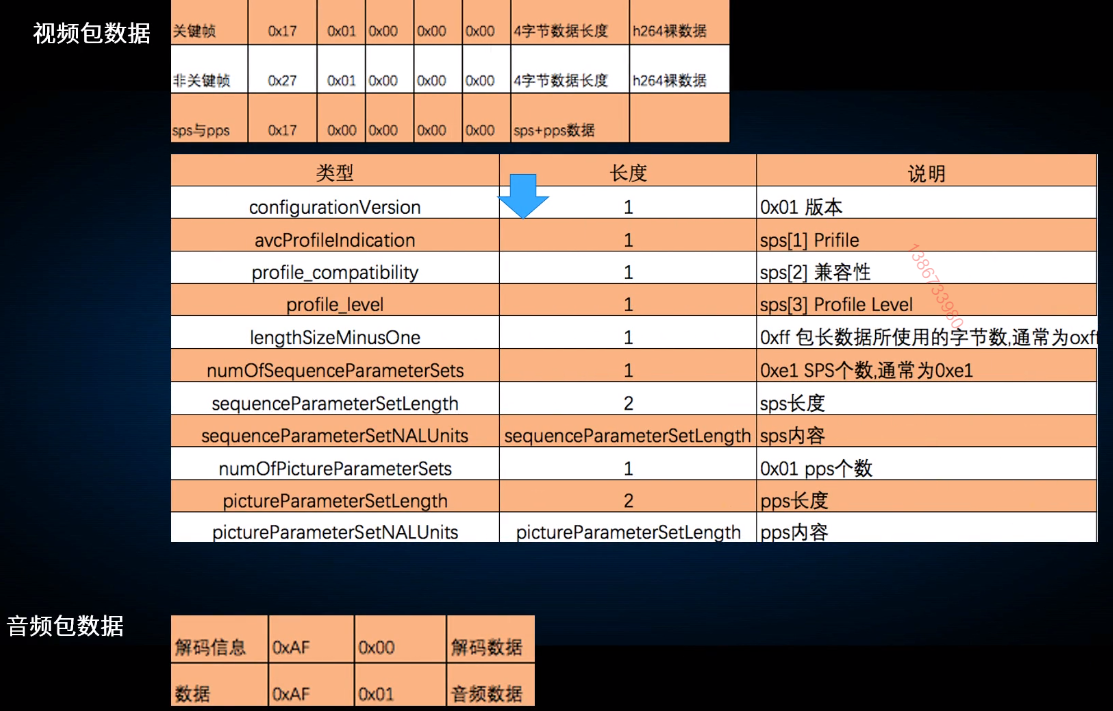 视频包数据
关键帧 0x17 0x01 0x00 0x00 0x00 4字节数据长度 h264裸数据
非关键帧 0x27 0x01 0x00 0x00 0x00 4字节数据长度 h264裸数据
sps与pps 0x17 0x00 0x00 0x00 0x00 sps+pps数据
类型 长度 说明
configurationVersion 1 0x01 版本
avcProfileIndication 1 sps[1] Prifile
profile_compatibility 1 sps[2] 兼容性
profile_level 1 sps[3] Profile Level
lengthSizeMinusOne 1 0xff 包长数据所使用的字节数,通常为oxff
numOfSequenceParameterSets 1 0xe1 SPS个数,通常为0xe1
sequenceParameterSetLength 2 sps长度
sequenceParameterSetNALUnits sequenceParameterSetLength sps内容
numOfPictureParameterSets 1 0x01 pps个数
pictureParameterSetLength 2 pps长度
pictureParameterSetNALUnits pictureParameterSetLength pps内容
1386733980
音频包数据
解码信息 0xAF 0x00 解码数据
数据 0xAF 0x01 音频数据